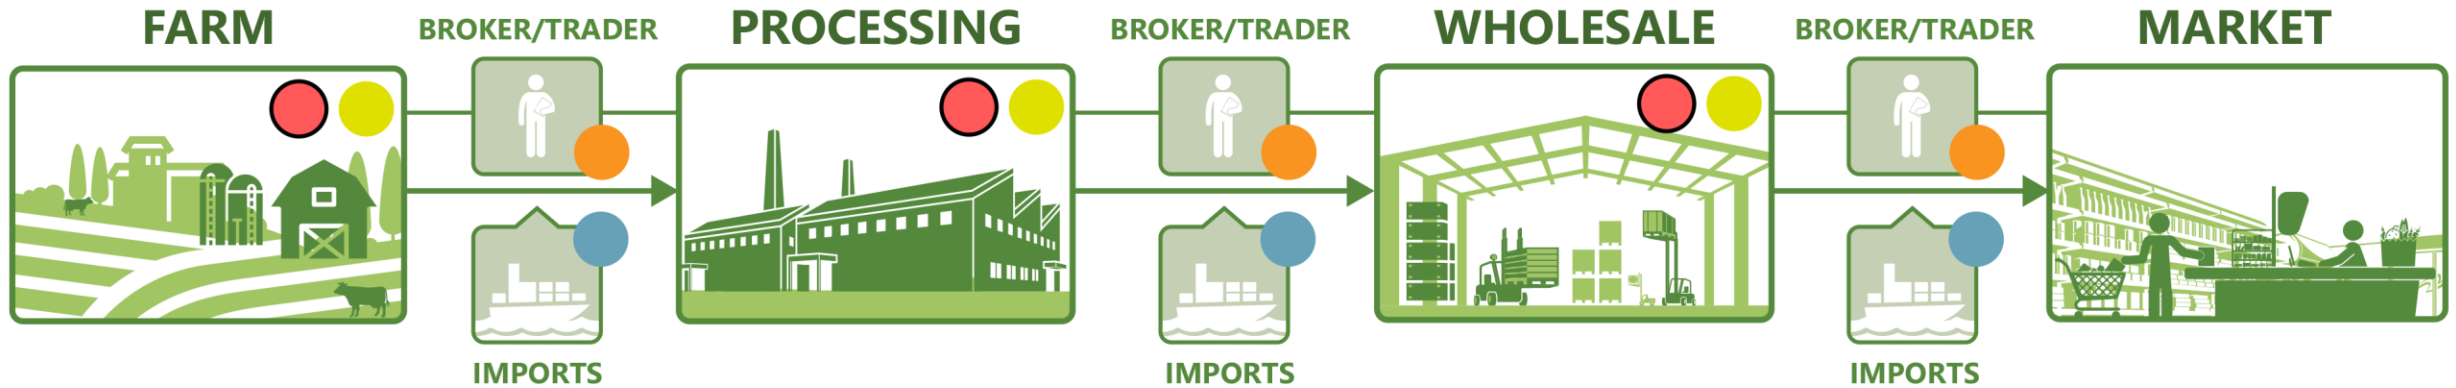 FARM
BROKER/TRADER
PROCESSING
BROKER/TRADER
WHOLESALE
BROKER/TRADER
MARKET
IMPORTS
IMPORTS
IMPORTS